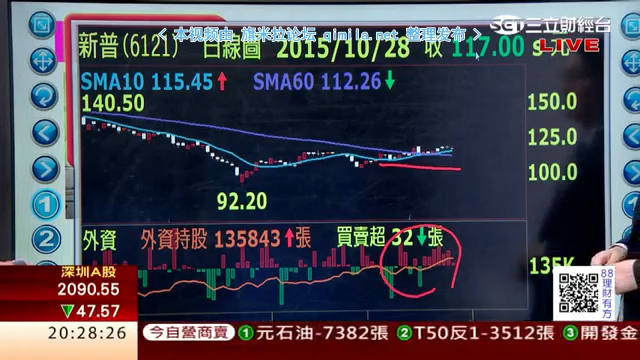 < 本视频由 旗米拉论坛 qimila.net 整理发布 >
三立財經台
LIVE
新普(6121) 日線圖 2015/10/28 收 117.00 s 元
SMA10 115.45 SMA60 112.26
140.50
150.0
125.0
100.0
92.20
外資 外資持股 135843 張 買賣超 32 張
135K
1
2
深圳A股
2090.55
▽47.57
20:28:26
88理財有方
今自營商賣 1 元石油-7382張 2 T50反1-3512張 3 開發金